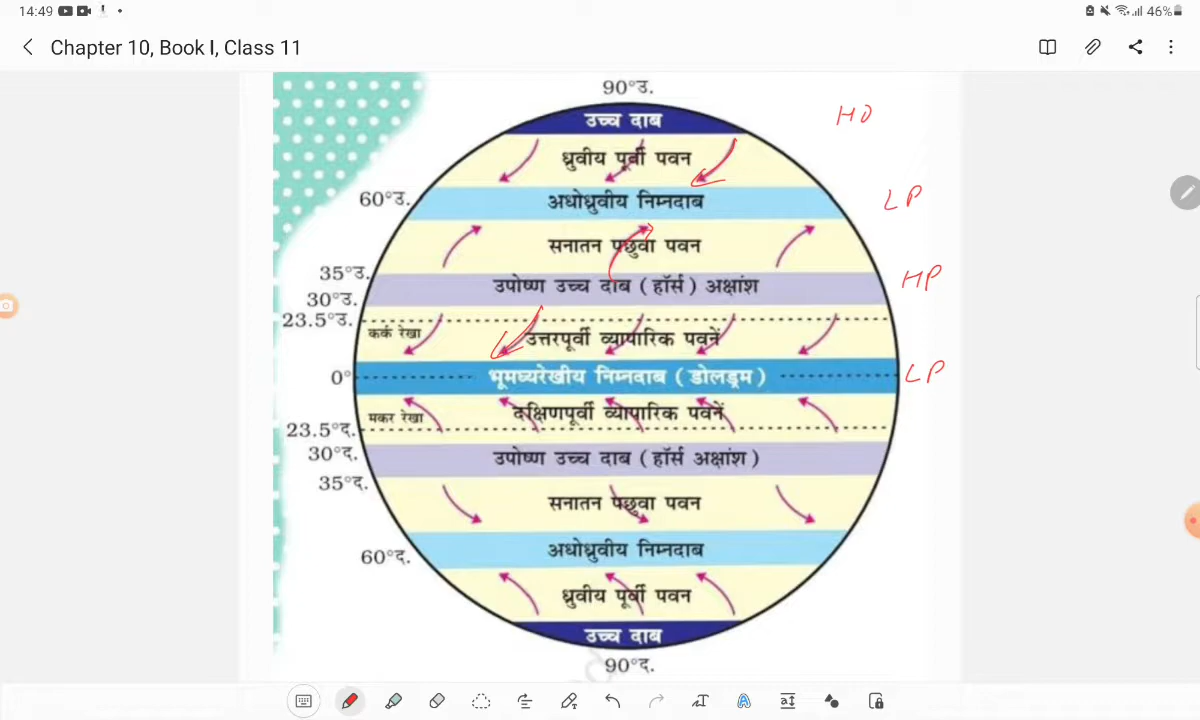 14:49 46%
Chapter 10, Book I, Class 11
90°उ.
उच्च दाब
HP
ध्रुवीय पूर्वी पवन
60°उ. अधोध्रुवीय निम्नदाब LP
सनातन पछुवा पवन
35°उ.
उपोष्ण उच्च दाब (हॉर्स) अक्षांश HP
30°उ.
23.5°उ.
कर्क रेखा उत्तरपूर्वी व्यापारिक पवनें
0° भूमघ्यरेखीय निम्नदाब (डोलड्रम) LP
मकर रेखा दक्षिणपूर्वी व्यापारिक पवनें
23.5°द.
30°द. उपोष्ण उच्च दाब (हॉर्स अक्षांश)
35°द.
सनातन पछुवा पवन
60°द. अधोध्रुवीय निम्नदाब
ध्रुवीय पूर्वी पवन
उच्च दाब
90°द.